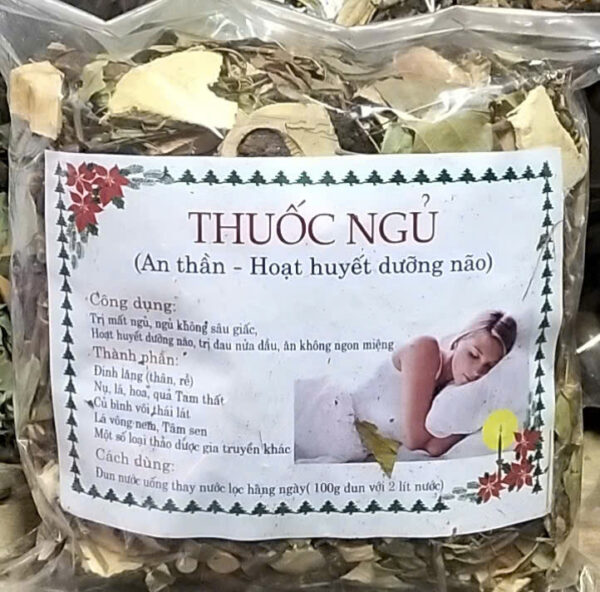 THUỐC NGỦ
(An thần - Hoạt huyết dưỡng não)
Công dụng:
Trị mất ngủ, ngủ không sâu giấc,
Hoạt huyết dưỡng não, trị đau nửa đầu, ăn không ngon miệng
Thành phần:
Đinh lăng (thân, rễ)
Nụ, lá, hoa, quả Tam thất
Củ bình vôi thái lát
Lá vông nem, Tâm sen
Một số loại thảo dược gia truyền khác
Cách dùng:
Đun nước uống thay nước lọc hàng ngày( 100g đun với 2 lít nước)